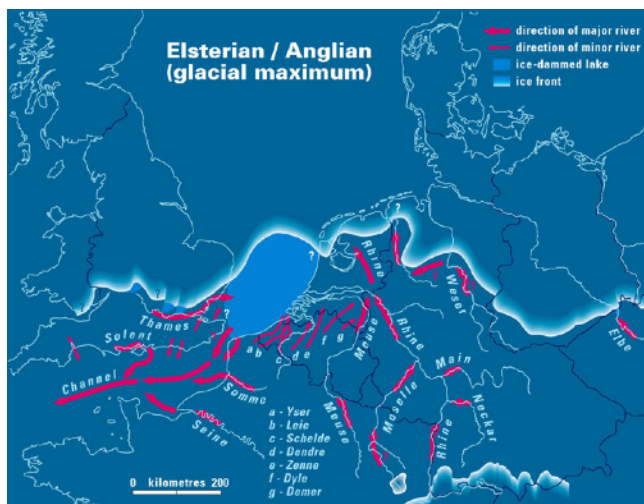 Elsterian / Anglian
(glacial maximum)
direction of major river
direction of minor river
ice-dammed lake
ice front
?
?
?
?
?
Rhine
Weser
Elbe
Thames
Solent
Channel
Somme
Seine
a b c d e f g
Meuse
Rhine
Main
Neckar
Moselle
Meuse
Rhine
a - Yser
b - Leie
c - Schelde
d - Dendre
e - Zenne
f - Dyle
g - Demer
0 kilometres 200